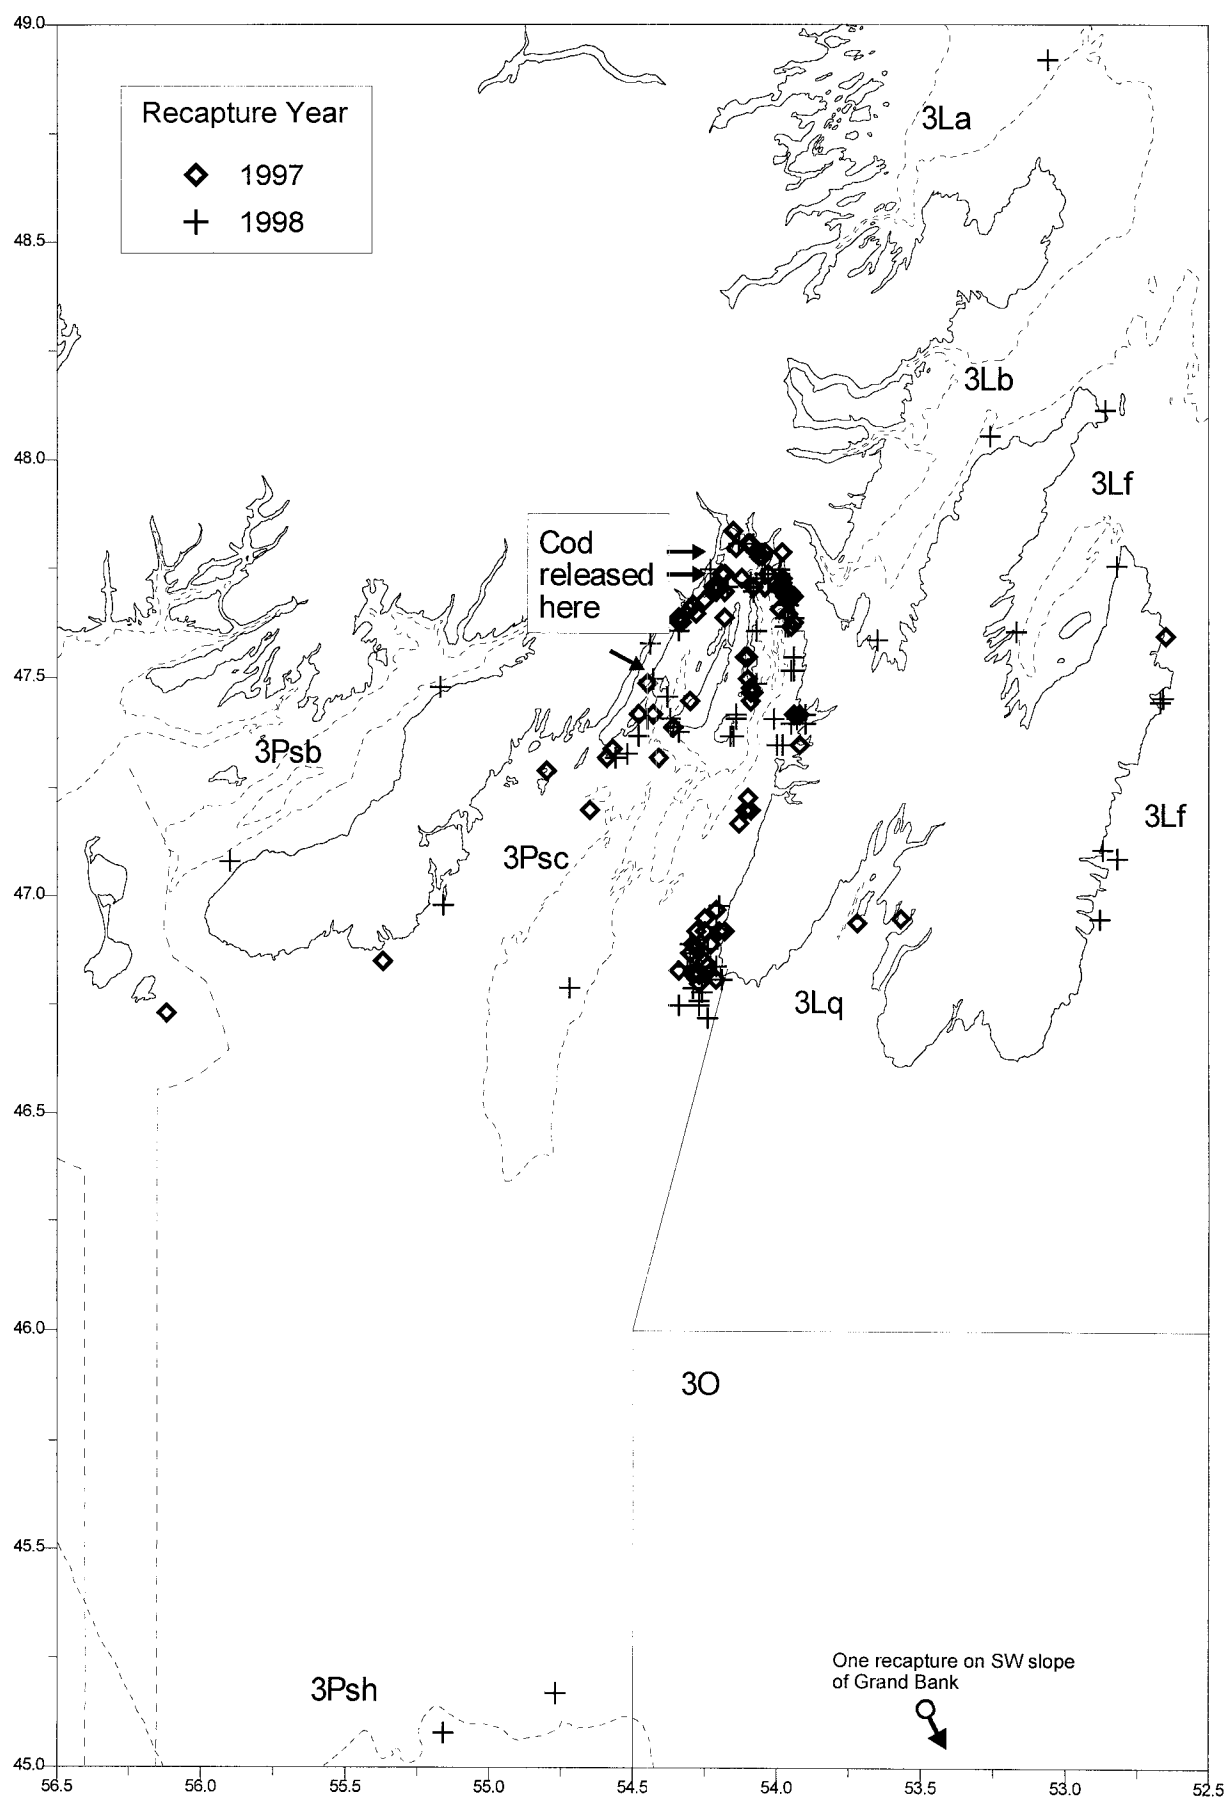 49.0
Recapture Year
1997
1998
3La
48.5
3Lb
48.0
3Lf
Cod
released
here
47.5
3Psb
3Lf
3Psc
47.0
3Lq
46.5
46.0
3O
45.5
One recapture on SW slope
of Grand Bank
3Psh
45.0
56.5 56.0 55.5 55.0 54.5 54.0 53.5 53.0 52.5